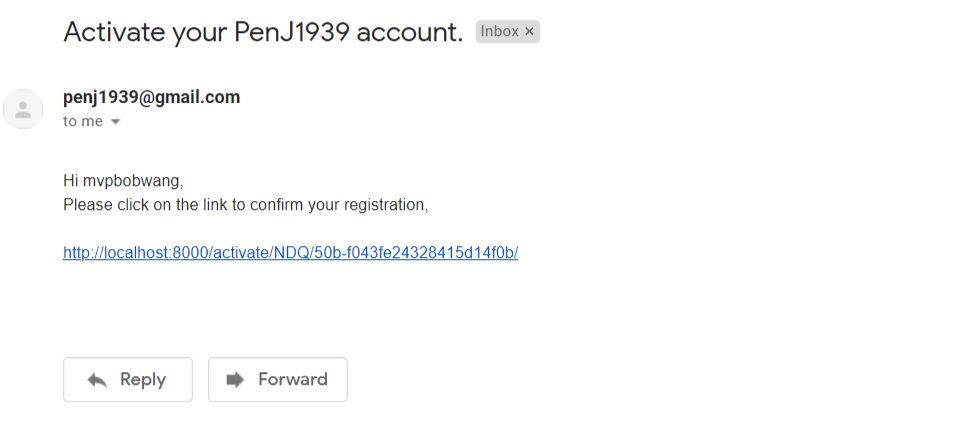 Activate your PenJ1939 account. Inbox ×
penj1939@gmail.com
to me
Hi mvpbobwang,
Please click on the link to confirm your registration,
http://localhost:8000/activate/NDQ/50b-f043fe24328415d14f0b/
Reply Forward